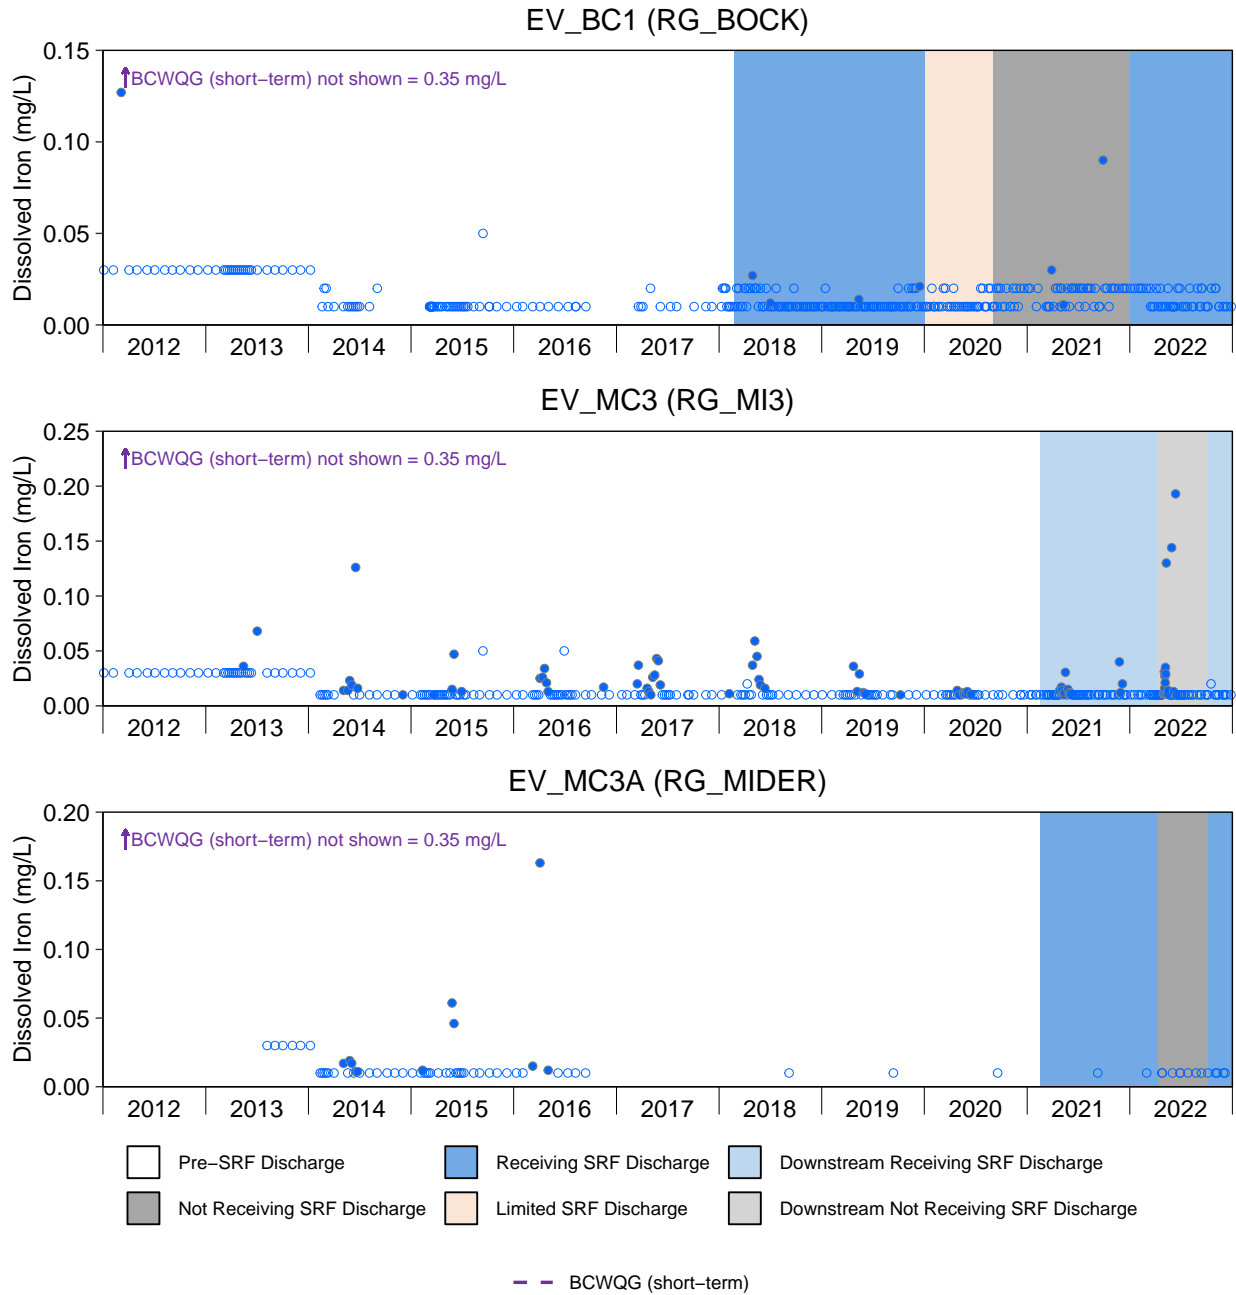 EV_BC1 (RG_BOCK)
Dissolved Iron (mg/L)
0.15
0.10
0.05
0.00
BCWQG (short−term) not shown = 0.35 mg/L
2012 2013 2014 2015 2016 2017 2018 2019 2020 2021 2022
EV_MC3 (RG_MI3)
Dissolved Iron (mg/L)
0.25
0.20
0.15
0.10
0.05
0.00
BCWQG (short−term) not shown = 0.35 mg/L
2012 2013 2014 2015 2016 2017 2018 2019 2020 2021 2022
EV_MC3A (RG_MIDER)
Dissolved Iron (mg/L)
0.20
0.15
0.10
0.05
0.00
BCWQG (short−term) not shown = 0.35 mg/L
2012 2013 2014 2015 2016 2017 2018 2019 2020 2021 2022
Pre−SRF Discharge Receiving SRF Discharge Downstream Receiving SRF Discharge
Not Receiving SRF Discharge Limited SRF Discharge Downstream Not Receiving SRF Discharge
BCWQG (short−term)